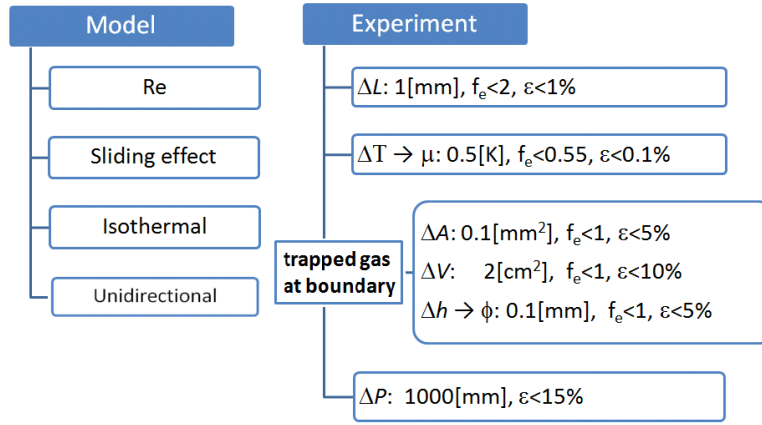 Model
Re
Sliding effect
Isothermal
Unidirectional
Experiment
ΔL: 1[mm], fₑ<2, ε<1%
ΔT → μ: 0.5[K], fₑ<0.55, ε<0.1%
trapped gas
at boundary
ΔA: 0.1[mm²], fₑ<1, ε<5%
ΔV: 2[cm²], fₑ<1, ε<10%
Δh → ϕ: 0.1[mm], fₑ<1, ε<5%
ΔP: 1000[mm], ε<15%